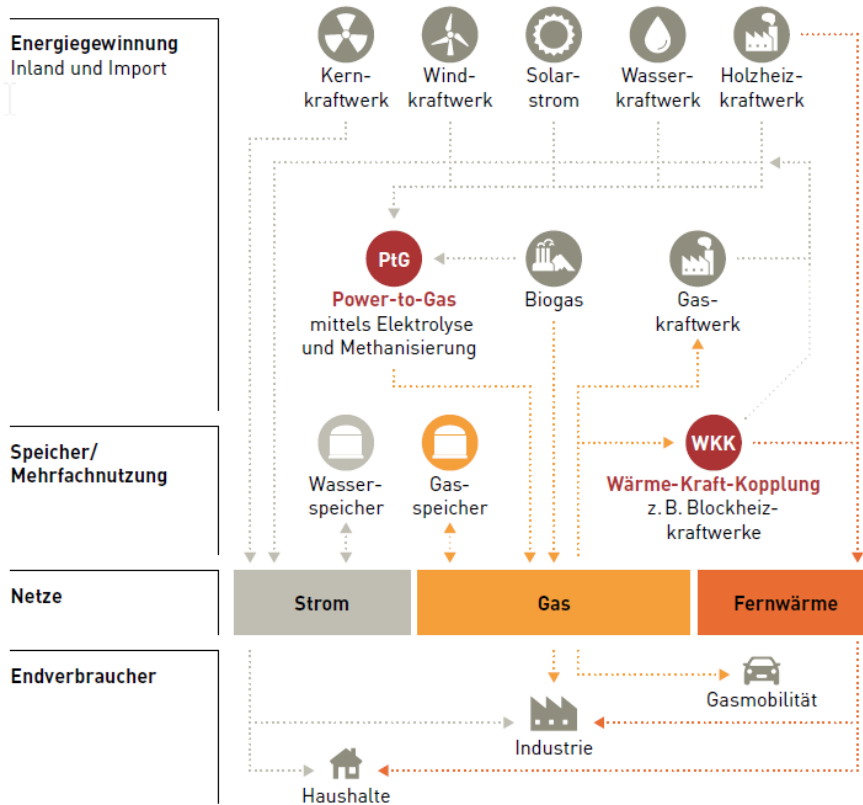 Energiegewinnung
Inland und Import
Kern-
kraftwerk
Wind-
kraftwerk
Solar-
strom
Wasser-
kraftwerk
Holzheiz-
kraftwerk
PtG
Power-to-Gas
mittels Elektrolyse
und Methanisierung
Biogas
Gas-
kraftwerk
Speicher/
Mehrfachnutzung
Wasser-
speicher
Gas-
speicher
WKK
Wärme-Kraft-Kopplung
z. B. Blockheiz-
kraftwerke
Netze
Strom
Gas
Fernwärme
Endverbraucher
Gasmobilität
Industrie
Haushalte